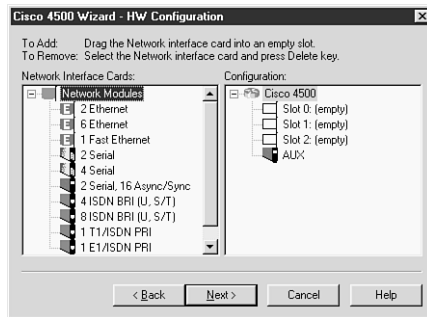 Cisco 4500 Wizard - HW Configuration
To Add: Drag the Network interface card into an empty slot.
To Remove: Select the Network interface card and press Delete key.
Network Interface Cards:
Network Modules
2 Ethernet
6 Ethernet
1 Fast Ethernet
2 Serial
4 Serial
2 Serial, 16 Async/Sync
4 ISDN BRI (U, S/T)
8 ISDN BRI (U, S/T)
1 T1/ISDN PRI
1 E1/ISDN PRI
Configuration:
Cisco 4500
Slot 0: (empty)
Slot 1: (empty)
Slot 2: (empty)
AUX
< Back
Next >
Cancel
Help